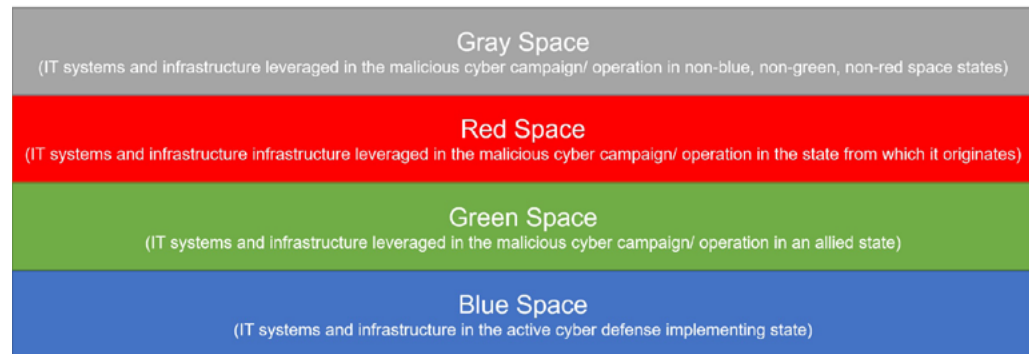 Gray Space
(IT systems and infrastructure leveraged in the malicious cyber campaign/ operation in non-blue, non-green, non-red space states)
Red Space
(IT systems and infrastructure infrastructure leveraged in the malicious cyber campaign/ operation in the state from which it originates)
Green Space
(IT systems and infrastructure leveraged in the malicious cyber campaign/ operation in an allied state)
Blue Space
(IT systems and infrastructure in the active cyber defense implementing state)